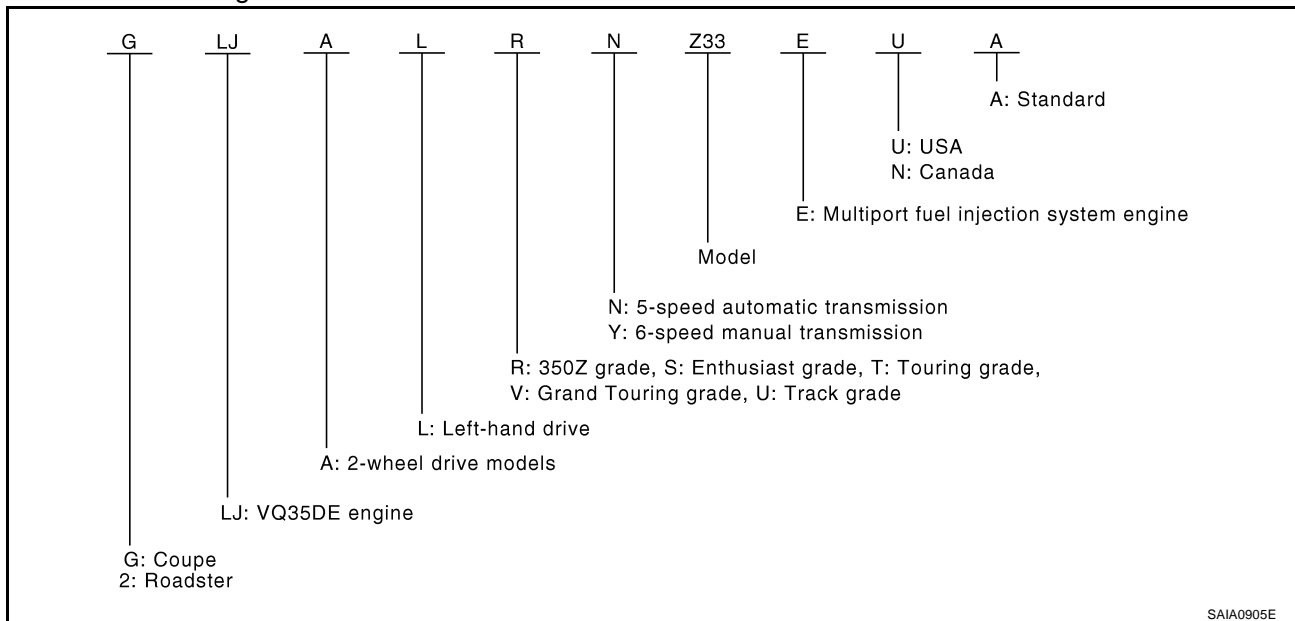 G LJ A L R N Z33 E U A
A: Standard
U: USA
N: Canada
E: Multiport fuel injection system engine
Model
N: 5-speed automatic transmission
Y: 6-speed manual transmission
R: 350Z grade, S: Enthusiast grade, T: Touring grade,
V: Grand Touring grade, U: Track grade
L: Left-hand drive
A: 2-wheel drive models
LJ: VQ35DE engine
G: Coupe
2: Roadster
SAIA0905E